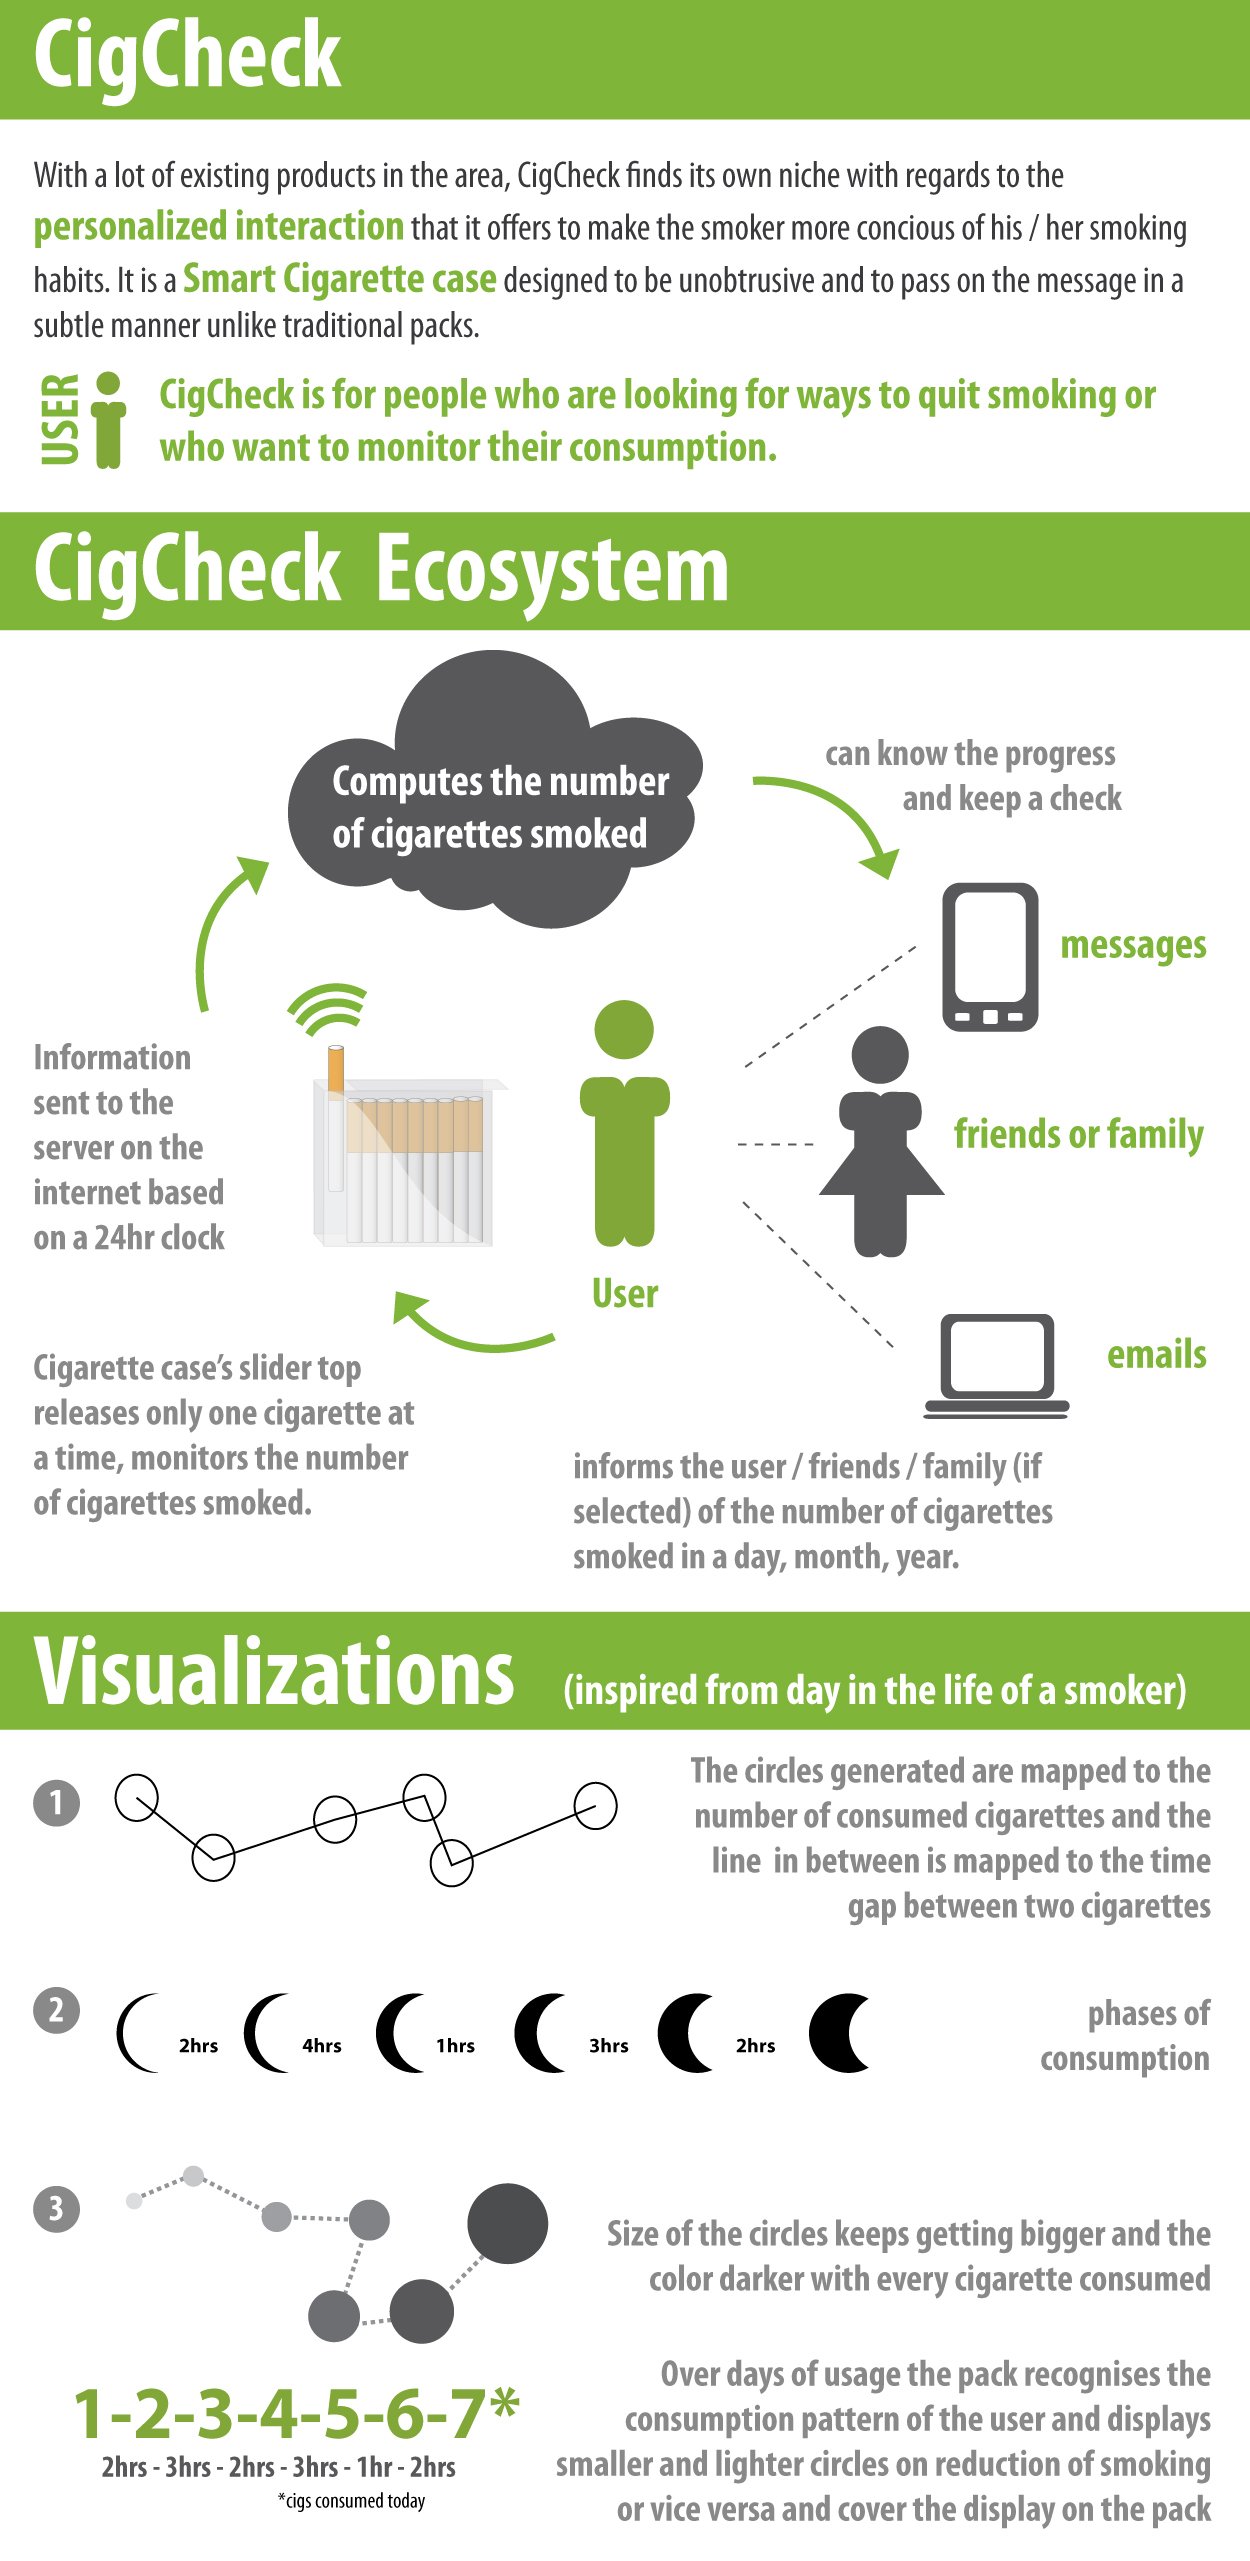 CigCheck
With a lot of existing products in the area, CigCheck finds its own niche with regards to the
personalized interaction that it offers to make the smoker more concious of his / her smoking
habits. It is a Smart Cigarette case designed to be unobtrusive and to pass on the message in a
subtle manner unlike traditional packs.
USER
CigCheck is for people who are looking for ways to quit smoking or
who want to monitor their consumption.
CigCheck Ecosystem
Computes the number
of cigarettes smoked
can know the progress
and keep a check
messages
Information
sent to the
server on the
internet based
on a 24hr clock
friends or family
User
emails
Cigarette case's slider top
releases only one cigarette at
a time, monitors the number
of cigarettes smoked.
informs the user / friends / family (if
selected) of the number of cigarettes
smoked in a day, month, year.
Visualizations (inspired from day in the life of a smoker)
1
The circles generated are mapped to the
number of consumed cigarettes and the
line in between is mapped to the time
gap between two cigarettes
2
2hrs 4hrs 1hrs 3hrs 2hrs
phases of
consumption
3
Size of the circles keeps getting bigger and the
color darker with every cigarette consumed
1-2-3-4-5-6-7*
2hrs - 3hrs - 2hrs - 3hrs - 1hr - 2hrs
*cigs consumed today
Over days of usage the pack recognises the
consumption pattern of the user and displays
smaller and lighter circles on reduction of smoking
or vice versa and cover the display on the pack